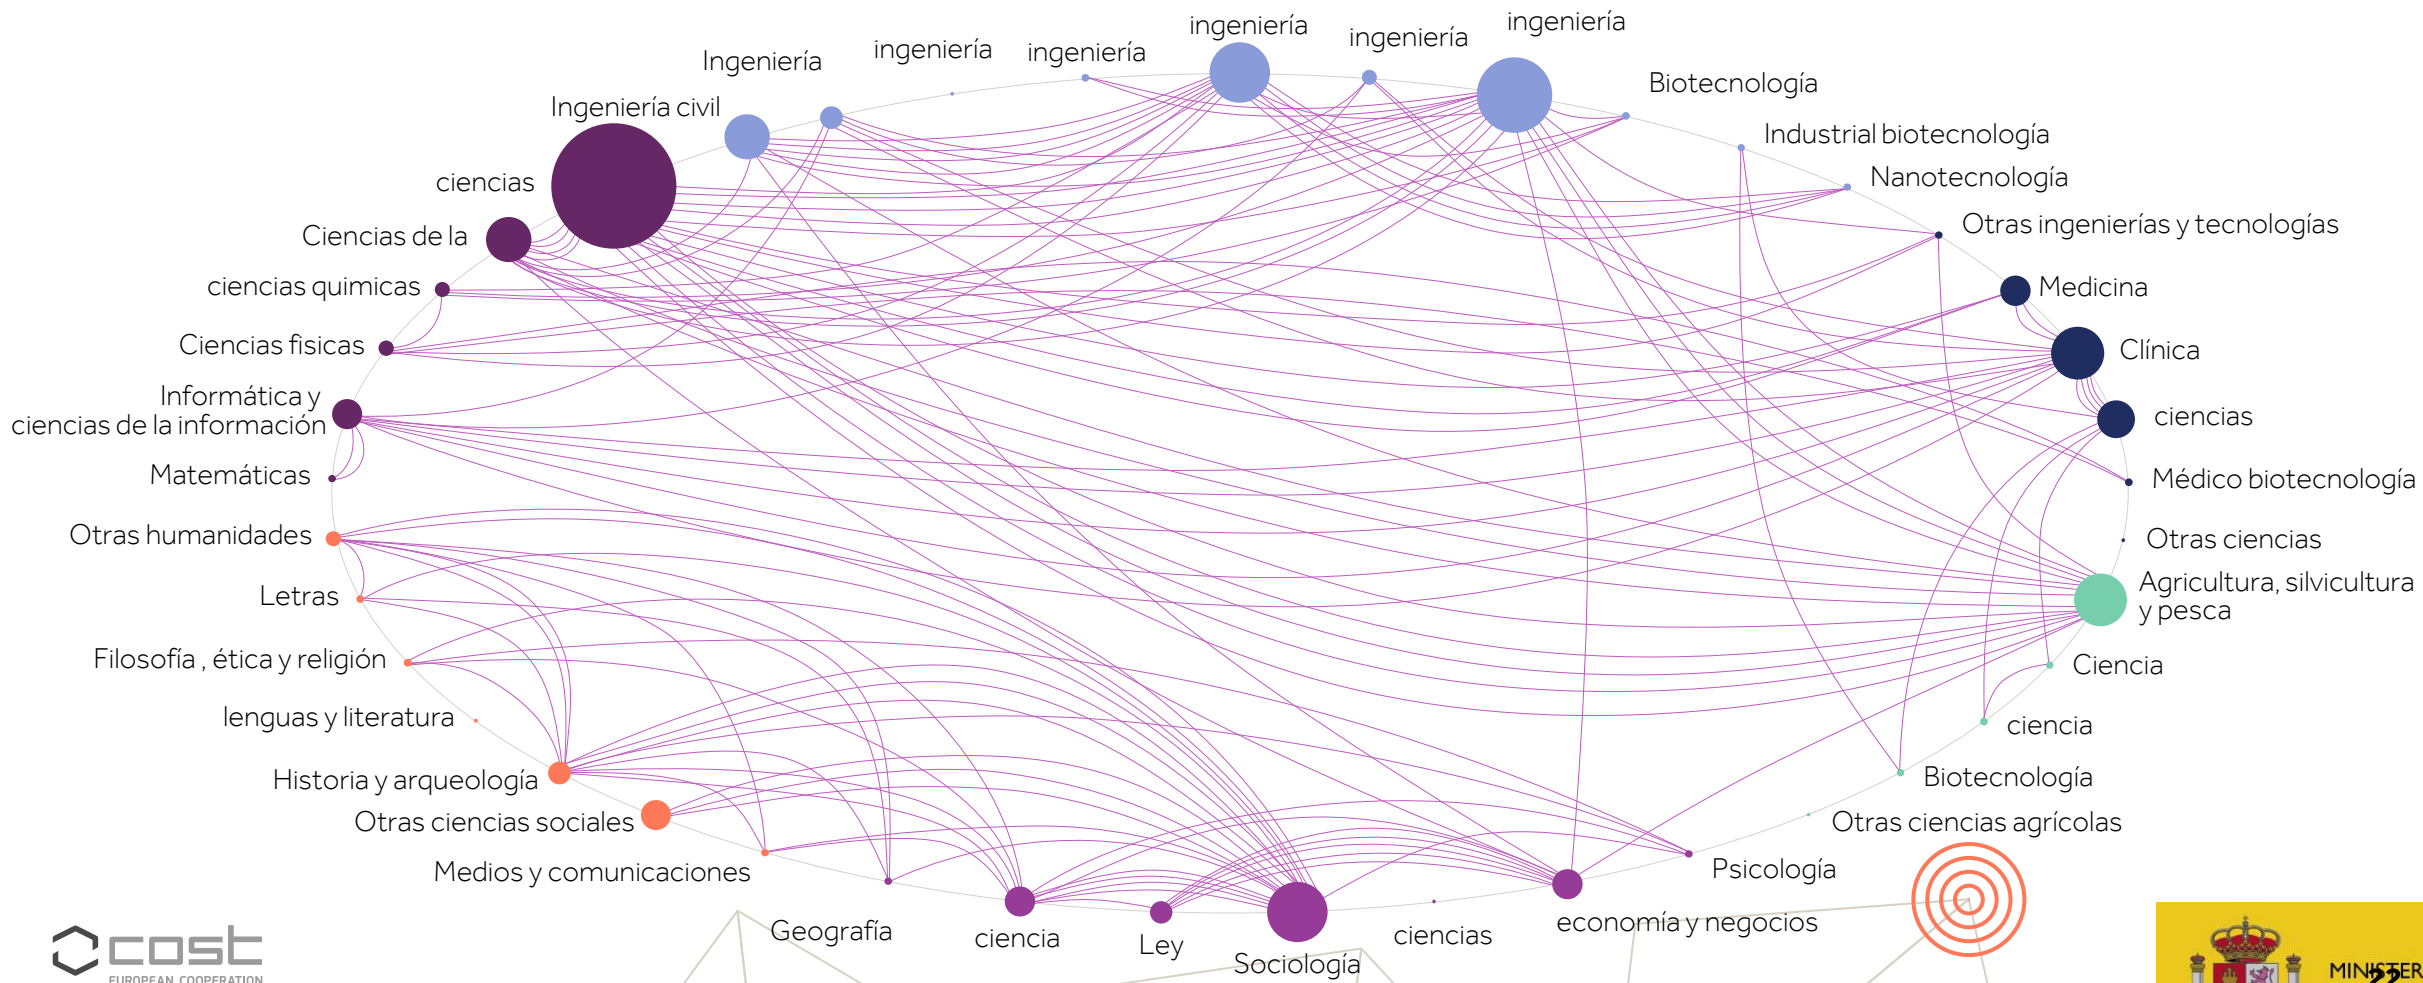 ingeniería
ingeniería
ingeniería
ingeniería
ingeniería
Ingeniería
Biotecnología
Ingeniería civil
Industrial biotecnología
ciencias
Nanotecnología
Ciencias de la
Otras ingenierías y tecnologías
ciencias quimicas
Medicina
Ciencias fisicas
Clínica
Informática y
ciencias de la información
ciencias
Matemáticas
Médico biotecnología
Otras humanidades
Otras ciencias
Letras
Agricultura, silvicultura
y pesca
Filosofía , ética y religión
Ciencia
lenguas y literatura
ciencia
Historia y arqueología
Biotecnología
Otras ciencias sociales
Otras ciencias agrícolas
Medios y comunicaciones
Psicología
Geografía
ciencia
Ley
Sociología
ciencias
economía y negocios
cost
EUROPEAN COOPERATION
22